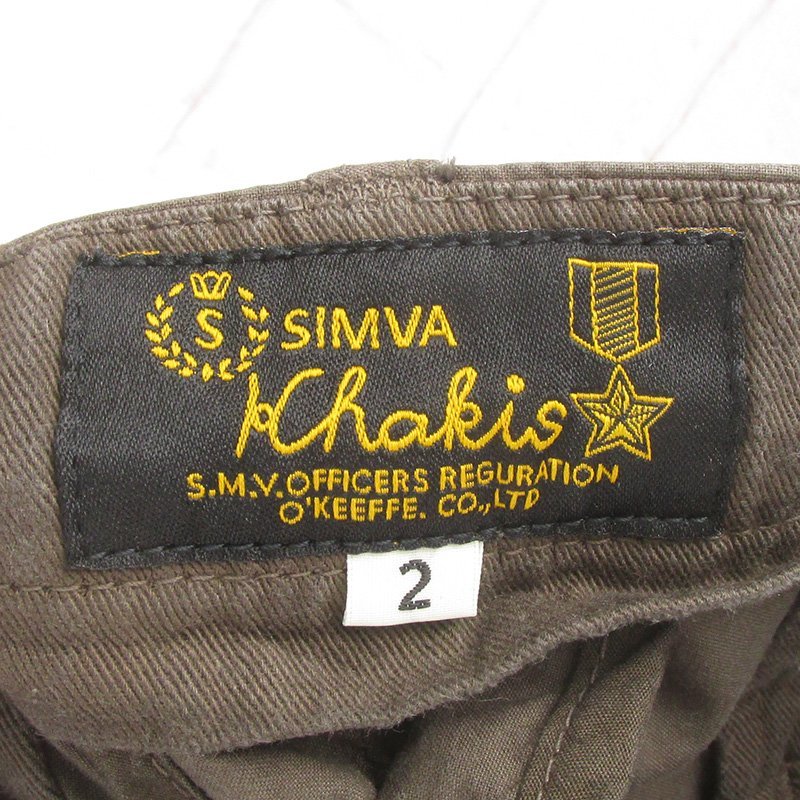 S SIMVA
Khakis
S.M.V.OFFICERS REGURATION
O'KEEFFE. CO.,LTD
2